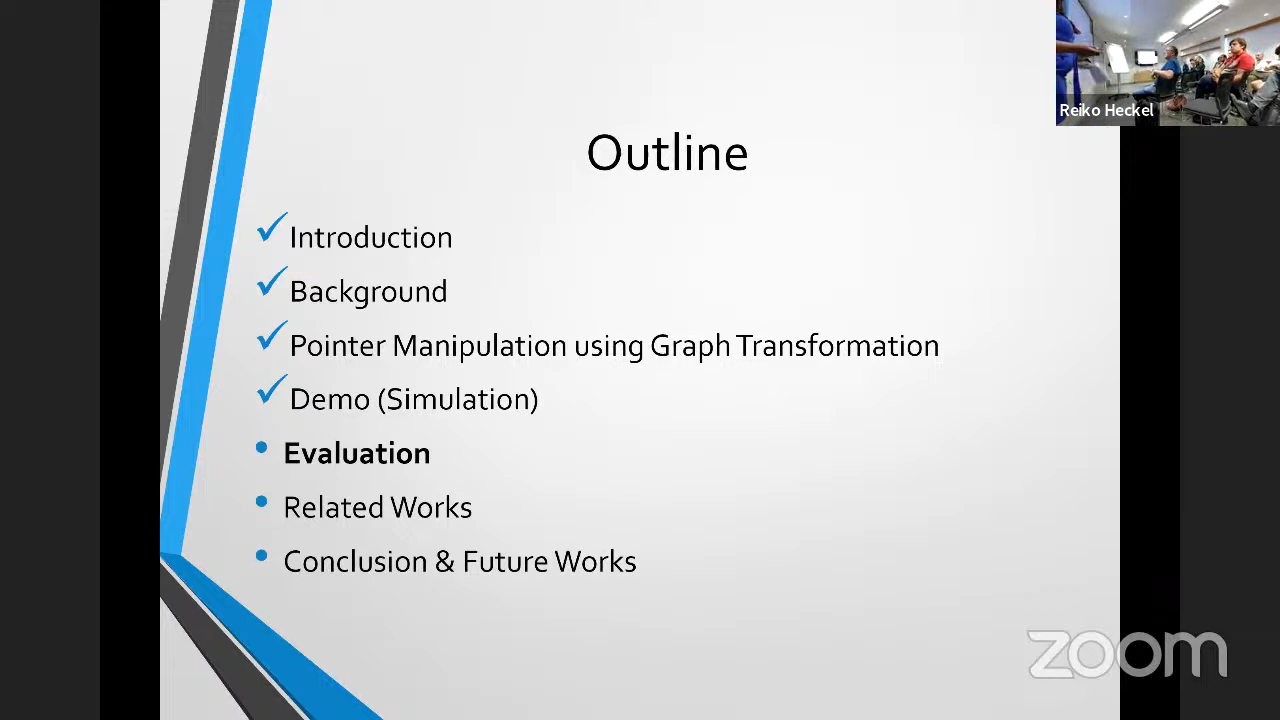 Reiko Heckel
Outline
Introduction
Background
Pointer Manipulation using Graph Transformation
Demo (Simulation)
Evaluation
Related Works
Conclusion & Future Works
zoom